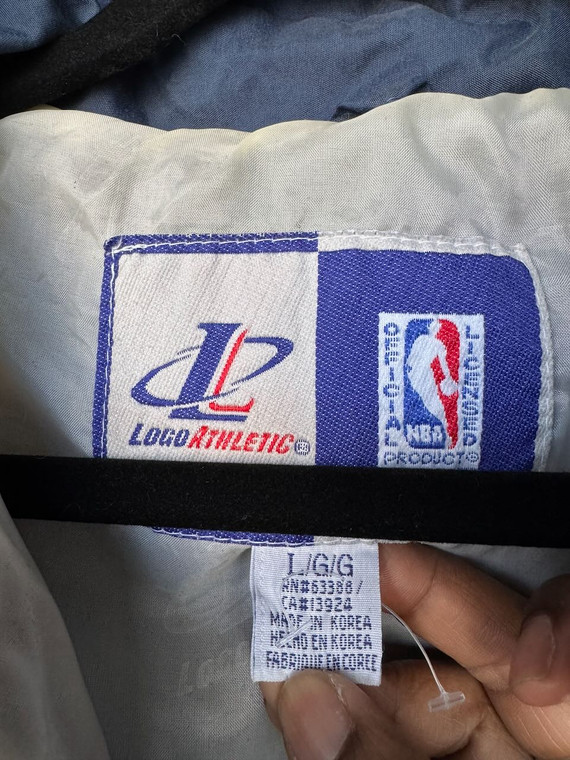 LOGO ATHLETIC ®
OFFICIAL
LICENSED
NBA
PRODUCT ®
L/G/G
RN#63388/
CA#13924
MADE IN KOREA
HECHO EN KOREA
FABRIQUE EN COREE